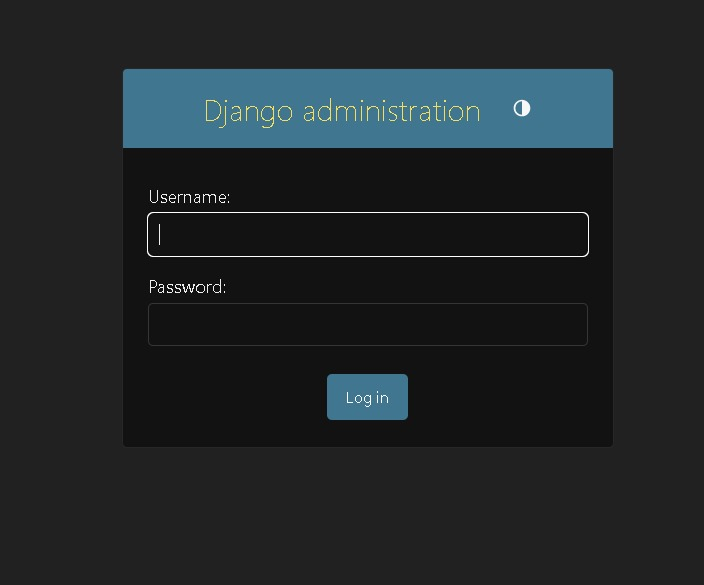 Django administration
Username:
Password:
Log in